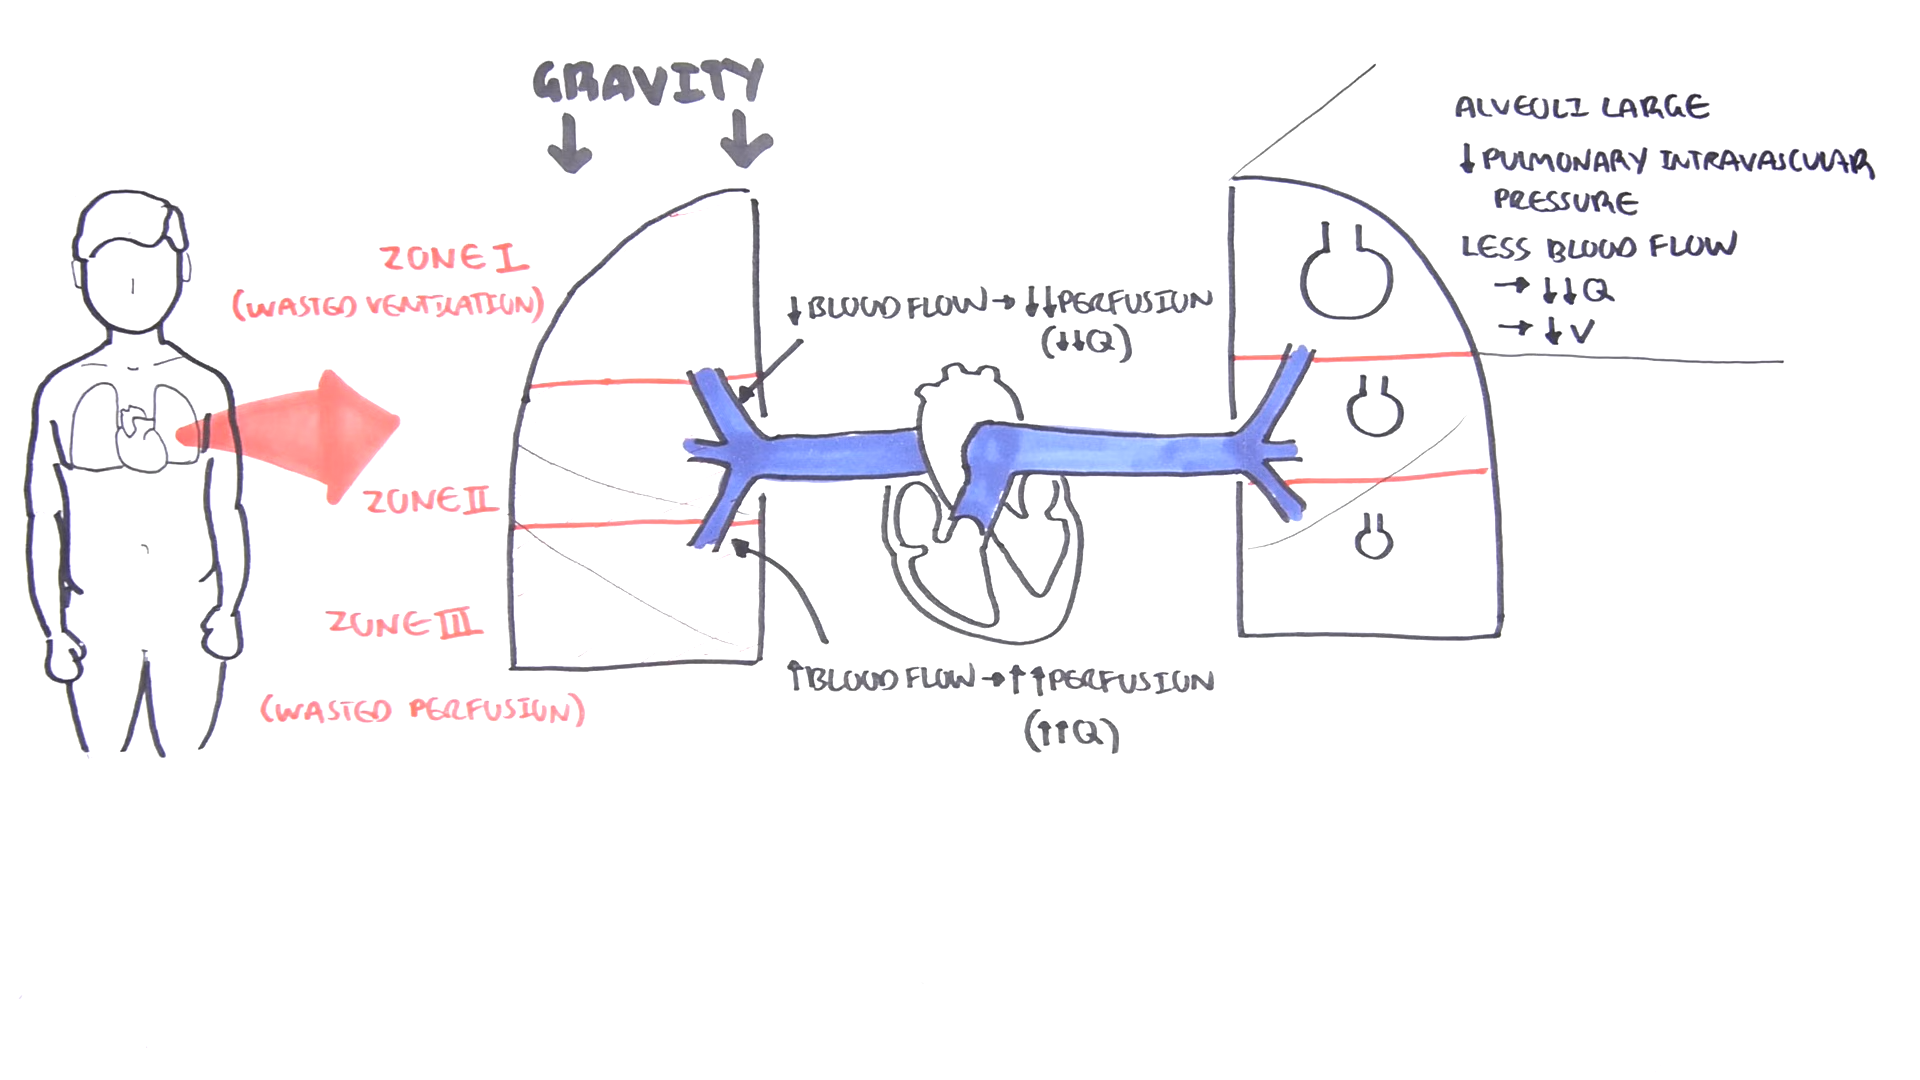 GRAVITY
ZONE I
(WASTED VENTILATION)
ZONE II
ZONE III
(WASTED PERFUSION)
↓ BLOOD FLOW → ↓↓ PERFUSION
(↓↓Q)
↑ BLOOD FLOW → ↑↑ PERFUSION
(↑↑Q)
ALVEOLI LARGE
↓ PULMONARY INTRAVASCULAR
PRESSURE
LESS BLOOD FLOW
→ ↓↓ Q
→ ↓ V